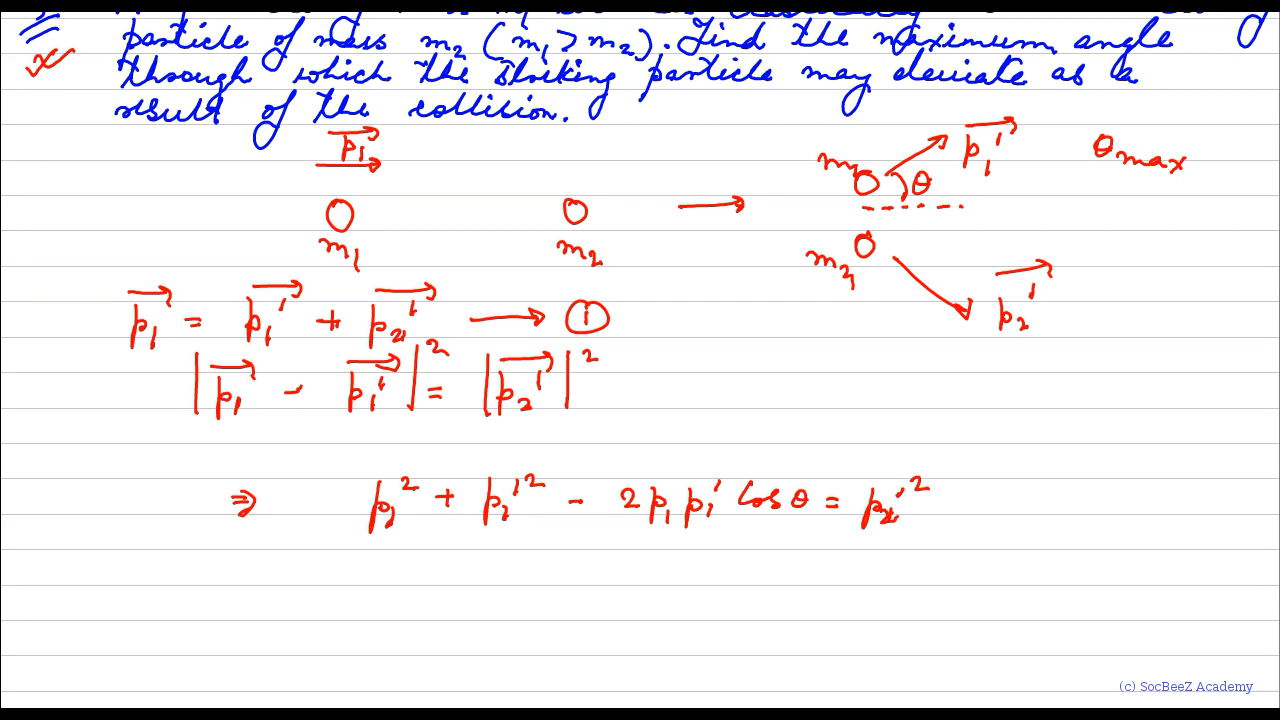 particle of mass m₂ (m₁ > m₂). Find the maximum angle
through which the striking particle may deviate as a
result of the collision.
p₁→
m₁
m₂
→
m₁
θ
p₁'→
θmax
m₂
p₂'→
p₁→ = p₁'→ + p₂'→ ⟶ ①
|p₁→ - p₁'→|² = |p₂'→|²
⇒ p₁² + p₁'² - 2p₁p₁' cos θ = p₂'²
(c) SocBeeZ Academy